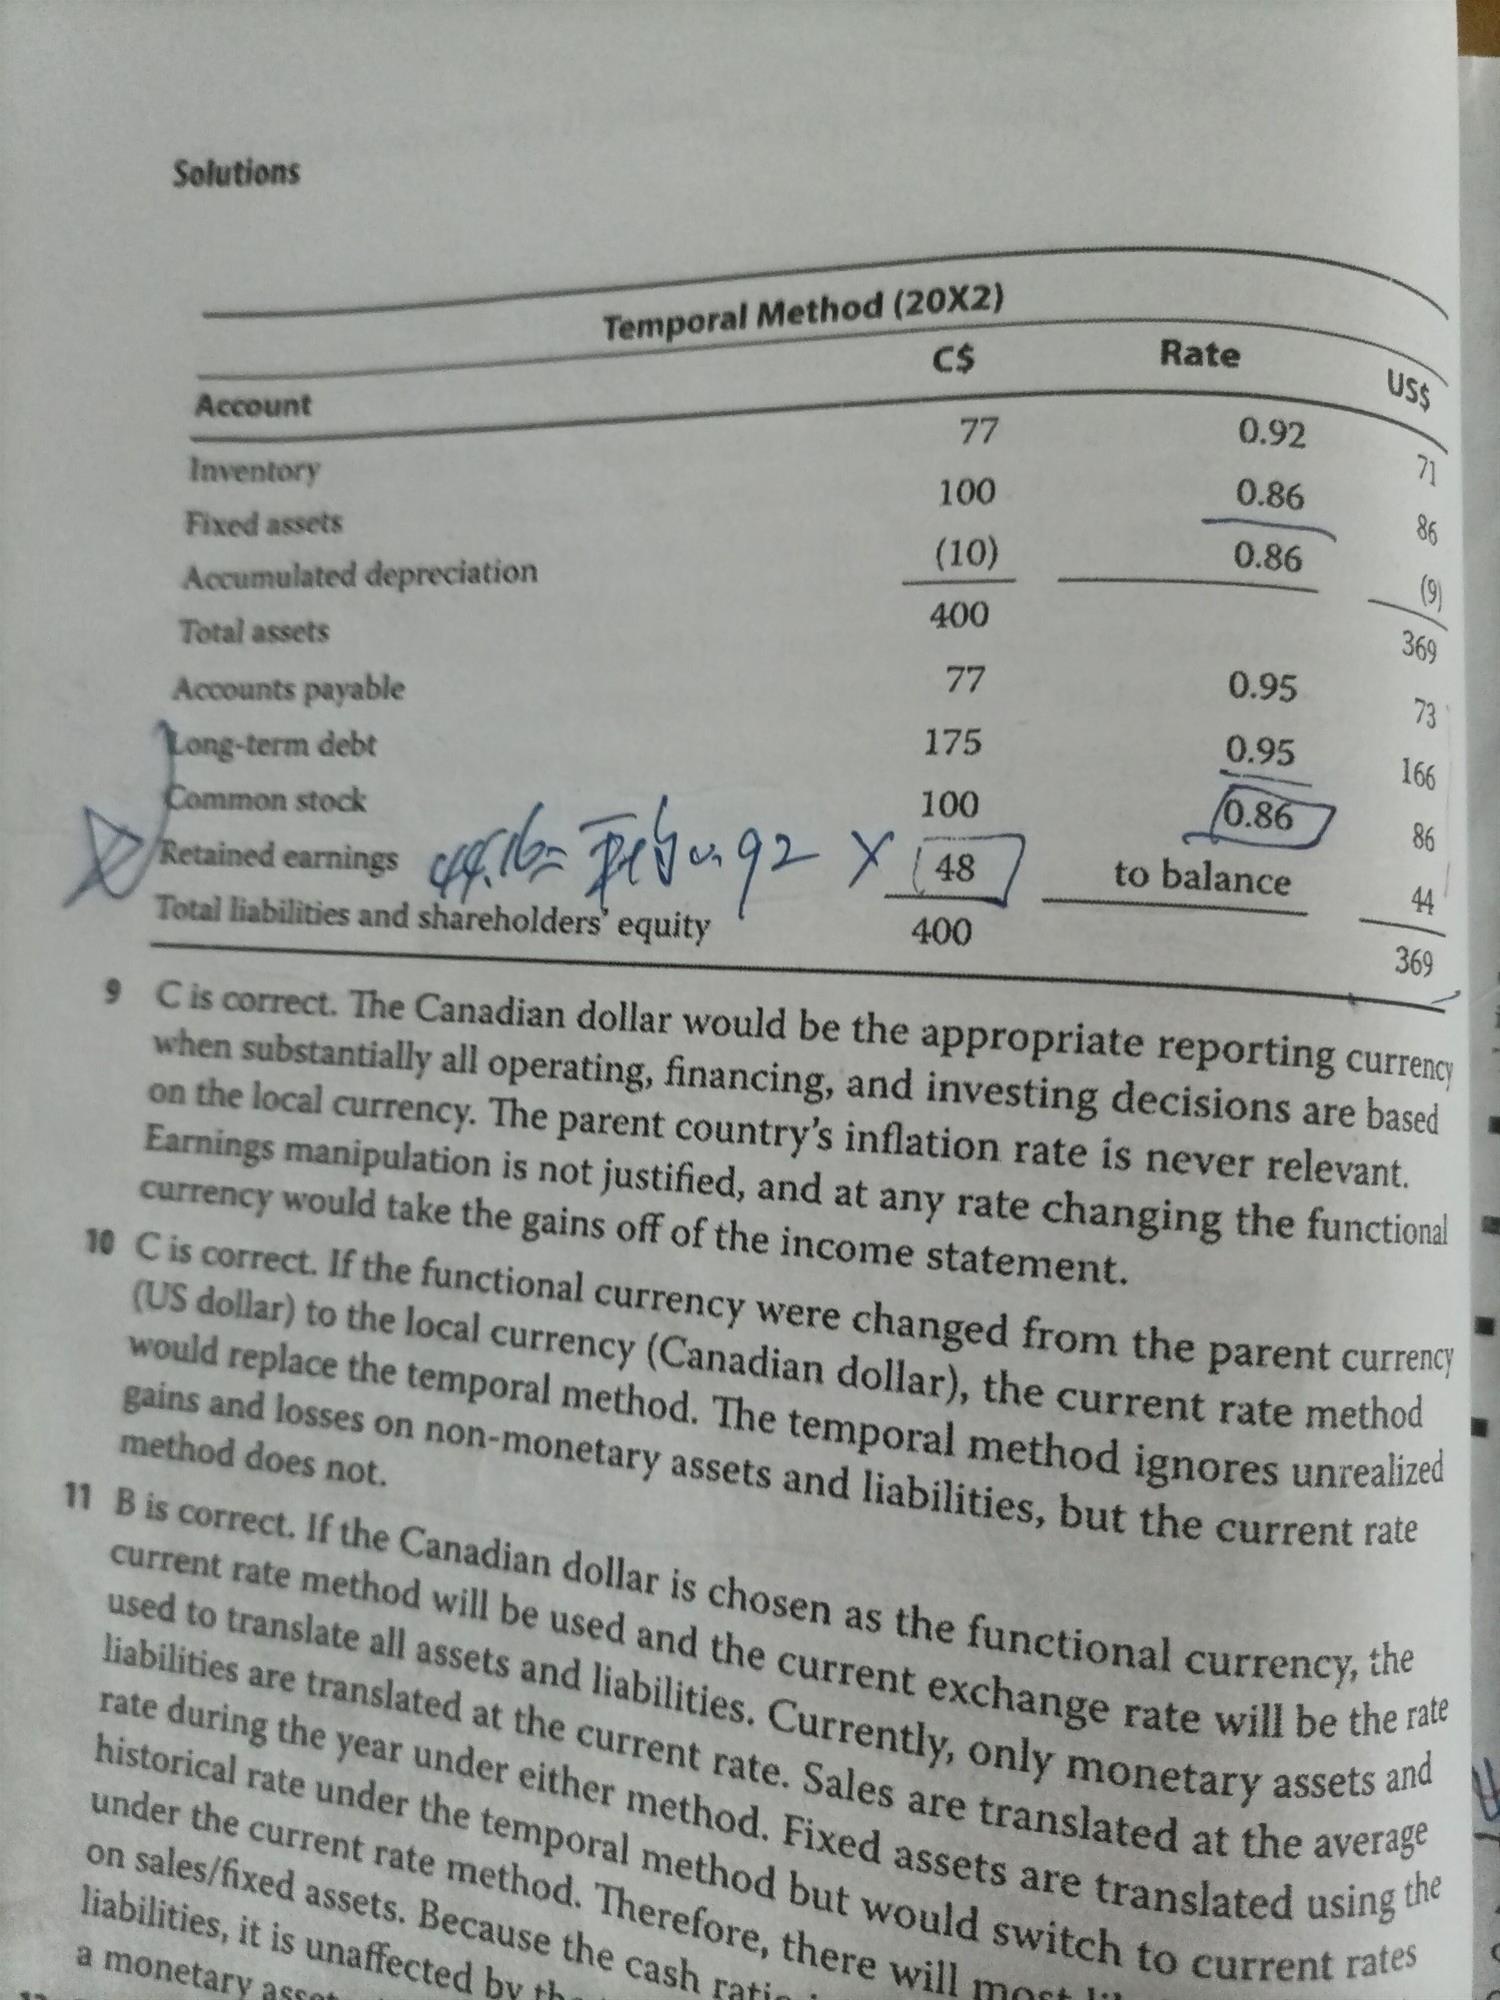 Solutions
Temporal Method (20X2)
Account C$ Rate US$
Inventory 77 0.92 71
Fixed assets 100 0.86 86
Accumulated depreciation (10) 0.86 (9)
Total assets 400 369
Accounts payable 77 0.95 73
Long-term debt 175 0.95 166
Common stock 100 0.86 86
Retained earnings 44.16= 平均0.92 × 48 to balance 44
Total liabilities and shareholders' equity 400 369
9 C is correct. The Canadian dollar would be the appropriate reporting currency
when substantially all operating, financing, and investing decisions are based
on the local currency. The parent country's inflation rate is never relevant.
Earnings manipulation is not justified, and at any rate changing the functional
currency would take the gains off of the income statement.
10 C is correct. If the functional currency were changed from the parent currency
(US dollar) to the local currency (Canadian dollar), the current rate method
would replace the temporal method. The temporal method ignores unrealized
gains and losses on non-monetary assets and liabilities, but the current rate
method does not.
11 B is correct. If the Canadian dollar is chosen as the functional currency, the
current rate method will be used and the current exchange rate will be the rate
used to translate all assets and liabilities. Currently, only monetary assets and
liabilities are translated at the current rate. Sales are translated at the average
rate during the year under either method. Fixed assets are translated using the
historical rate under the temporal method but would switch to current rates
under the current rate method. Therefore, there will most
on sales/fixed assets. Because the cash ratio
liabilities, it is unaffected by
a monetary